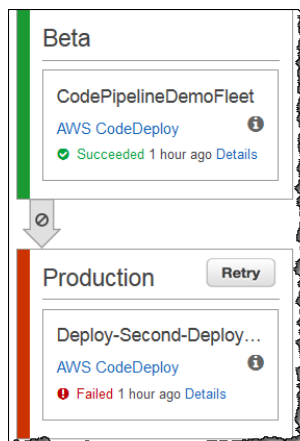 Beta
CodePipelineDemoFleet
AWS CodeDeploy
Succeeded 1 hour ago Details
Production Retry
Deploy-Second-Deploy...
AWS CodeDeploy
Failed 1 hour ago Details